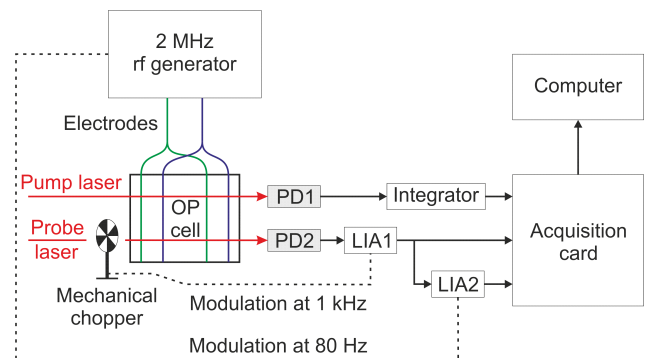 2 MHz
rf generator
Computer
Electrodes
Pump laser
PD1
Integrator
OP
cell
Probe
laser
PD2
LIA1
Acquisition
card
LIA2
Mechanical
chopper
Modulation at 1 kHz
Modulation at 80 Hz